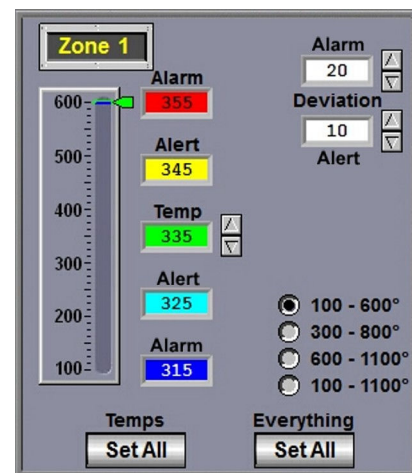 Zone 1
Alarm
20
Deviation
10
Alert
600
500
400
300
200
100
Alarm
355
Alert
345
Temp
335
Alert
325
Alarm
315
100 - 600°
300 - 800°
600 - 1100°
100 - 1100°
Temps
Set All
Everything
Set All